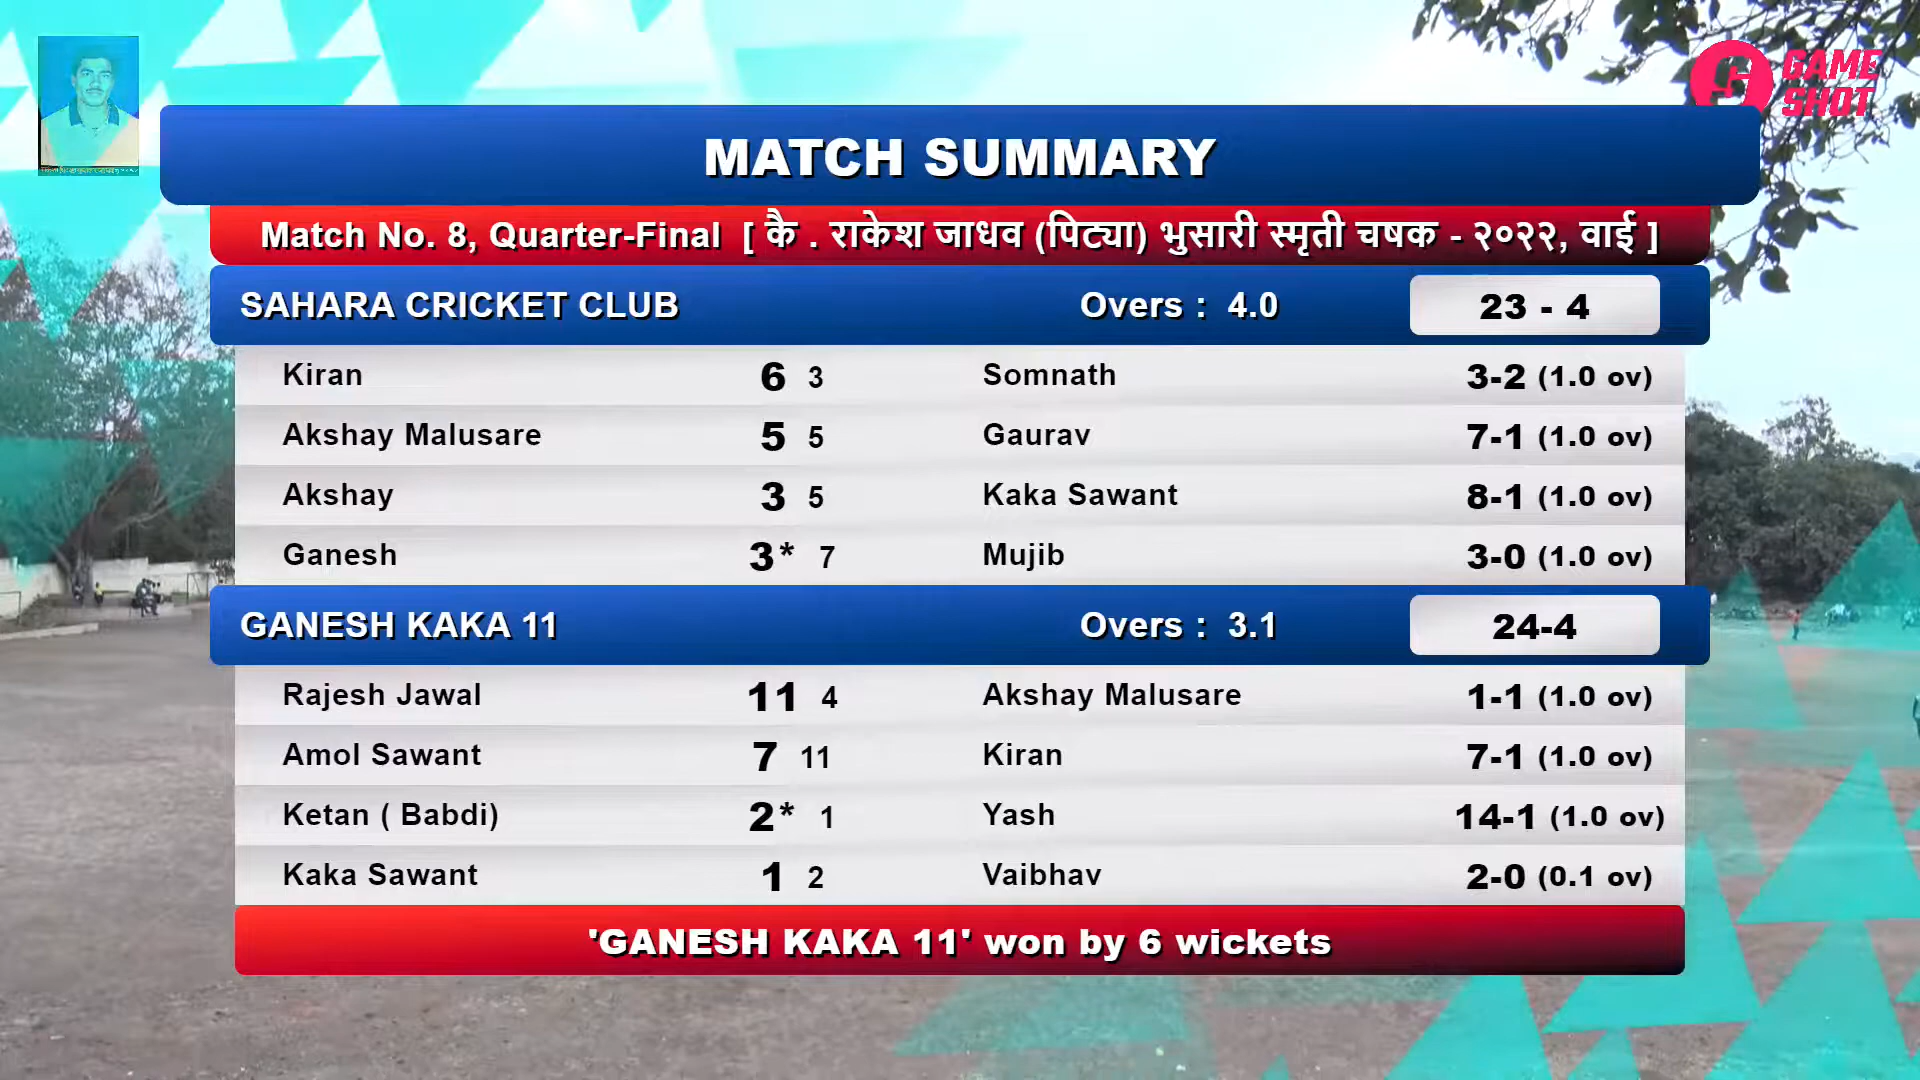 GAME
SHOT
MATCH SUMMARY
Match No. 8, Quarter-Final [ कै . राकेश जाधव (पिट्या) भुसारी स्मृती चषक - २०२२, वाई ]
SAHARA CRICKET CLUB Overs : 4.0 23 - 4
Kiran 6 3 Somnath 3-2 (1.0 ov)
Akshay Malusare 5 5 Gaurav 7-1 (1.0 ov)
Akshay 3 5 Kaka Sawant 8-1 (1.0 ov)
Ganesh 3* 7 Mujib 3-0 (1.0 ov)
GANESH KAKA 11 Overs : 3.1 24-4
Rajesh Jawal 11 4 Akshay Malusare 1-1 (1.0 ov)
Amol Sawant 7 11 Kiran 7-1 (1.0 ov)
Ketan ( Babdi) 2* 1 Yash 14-1 (1.0 ov)
Kaka Sawant 1 2 Vaibhav 2-0 (0.1 ov)
'GANESH KAKA 11' won by 6 wickets